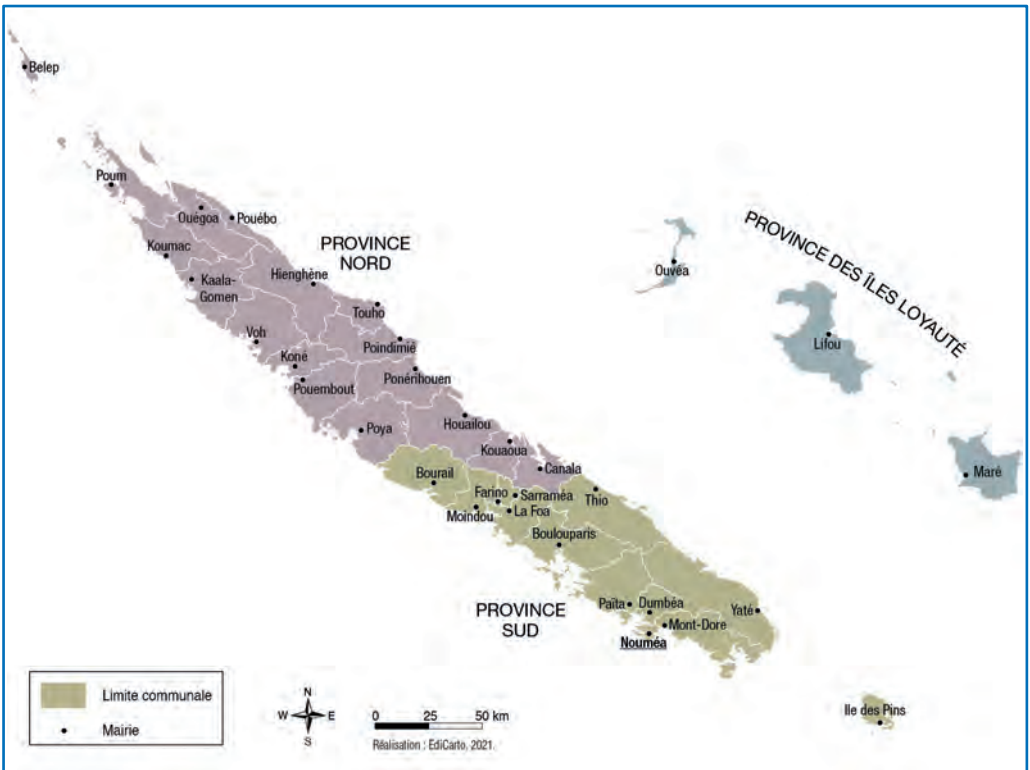 Belep
Poum
Ouégoa
Pouébo
Koumac
PROVINCE
NORD
Kaala-
Gomen
Hienghène
Touho
Voh
Poindimié
Koné
Ponérihouen
Pouembout
Poya
Houaïlou
Kouaoua
Canala
PROVINCE DES ÎLES LOYAUTÉ
Ouvéa
Lifou
Maré
Bourail
Farino
Sarraméa
Thio
Moindou
La Foa
Boulouparis
PROVINCE
SUD
Païta
Dumbéa
Yaté
Mont-Dore
Nouméa
Ile des Pins
Limite communale
Mairie
N
W
E
S
0 25 50 km
Réalisation : EdiCarto, 2021.